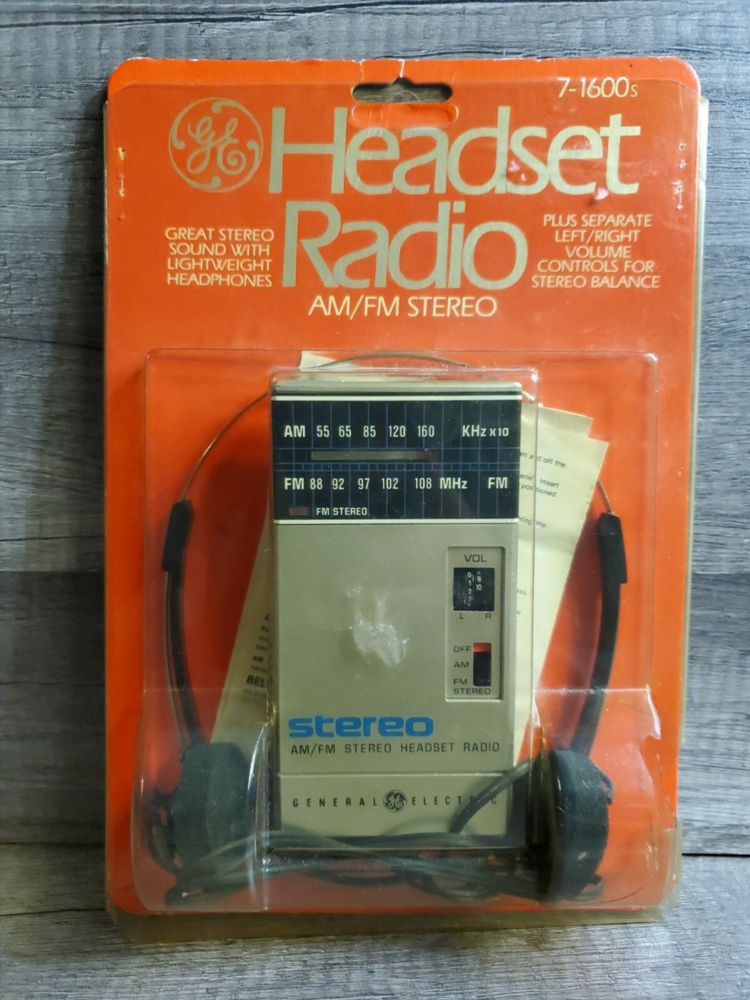 7-1600s
GE
Headset
Radio
GREAT STEREO
SOUND WITH
LIGHTWEIGHT
HEADPHONES
PLUS SEPARATE
LEFT/RIGHT
VOLUME
CONTROLS FOR
STEREO BALANCE
AM/FM STEREO
AM 55 65 85 120 160 KHz x10
FM 88 92 97 102 108 MHz FM
FM STEREO
VOL
L R
OFF
AM
FM
STEREO
stereo
AM/FM STEREO HEADSET RADIO
GENERAL GE ELECTRIC